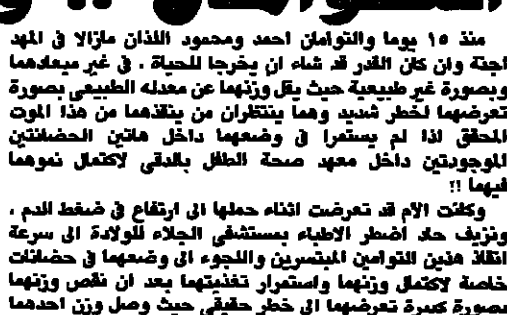 منذ ١٥ يوما والتوامان احمد ومحمود اللذان مازالا في المهد
اجنة وان كان القدر قد شاء ان يخرجا للحياة . في غير ميعادهما
وبصورة غير طبيعية حيث يقل وزنها عن معدله الطبيعي بصورة
تعرضهما لخطر شديد وهما ينتظران من ينقذهما من هذا الموت
المحقق اذا لم يستمرا في وضعهما داخل هاتين الحضانتين
الموجودتين داخل معهد صحة الطفل بالدقي لاكتمال نموهما
فيهما !!
وكانت الأم قد تعرضت اثناء حملها الى ارتفاع في ضغط الدم ،
ونزيف حاد اضطر الاطباء بمستشفى الجلاء للولادة الى سرعة
انقاذ هذين التوامين المبتسرين واللجوء الى وضعهما في حضانات
خاصة لاكتمال وزنهما واستمرار تغذيتهما بعد ان نقص وزنهما
بصورة كبيرة تعرضهما الى خطر حقيقي حيث وصل وزن احدهما